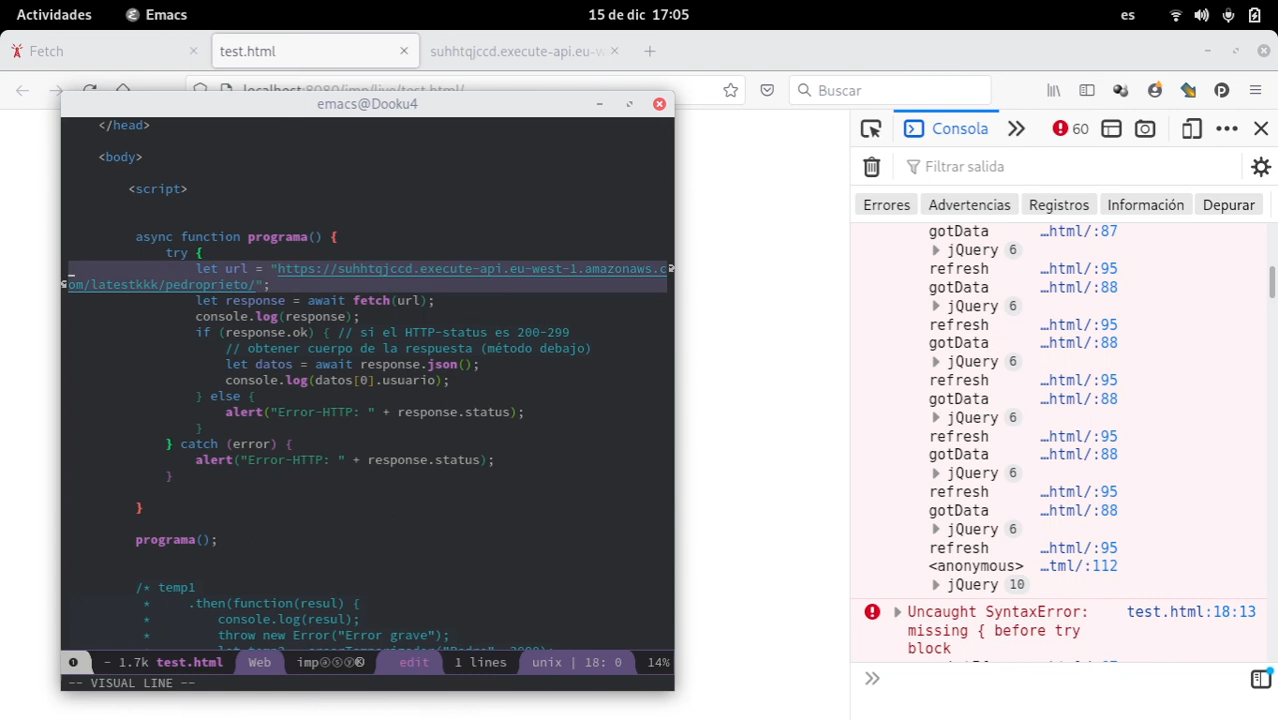 Actividades
Emacs
15 de dic 17:05
es
Fetch
test.html
suhhtqjccd.execute-api.eu-w
localhost:8080/imp/live/test.html/
Buscar
emacs@Dooku4
</head>
<body>
<script>
async function programa() {
try {
let url = "https://suhhtqjccd.execute-api.eu-west-1.amazonaws.c
om/latestkkk/pedroprieto/";
let response = await fetch(url);
console.log(response);
if (response.ok) { // si el HTTP-status es 200-299
// obtener cuerpo de la respuesta (método debajo)
let datos = await response.json();
console.log(datos[0].usuario);
} else {
alert("Error-HTTP: " + response.status);
}
} catch (error) {
alert("Error-HTTP: " + response.status);
}
}
programa();
/* temp1
* .then(function(resul) {
* console.log(resul);
* throw new Error("Error grave");
- 1.7k test.html Web imp edit 1 lines unix | 18: 0 14%
-- VISUAL LINE --
Consola
60
Filtrar salida
Errores Advertencias Registros Información Depurar
gotData …html/:87
jQuery 6
refresh …html/:95
gotData …html/:88
jQuery 6
refresh …html/:95
gotData …html/:88
jQuery 6
refresh …html/:95
gotData …html/:88
jQuery 6
refresh …html/:95
gotData …html/:88
jQuery 6
refresh …html/:95
gotData …html/:88
jQuery 6
refresh …html/:95
<anonymous> …tml/:112
jQuery 10
Uncaught SyntaxError: test.html:18:13
missing { before try
block